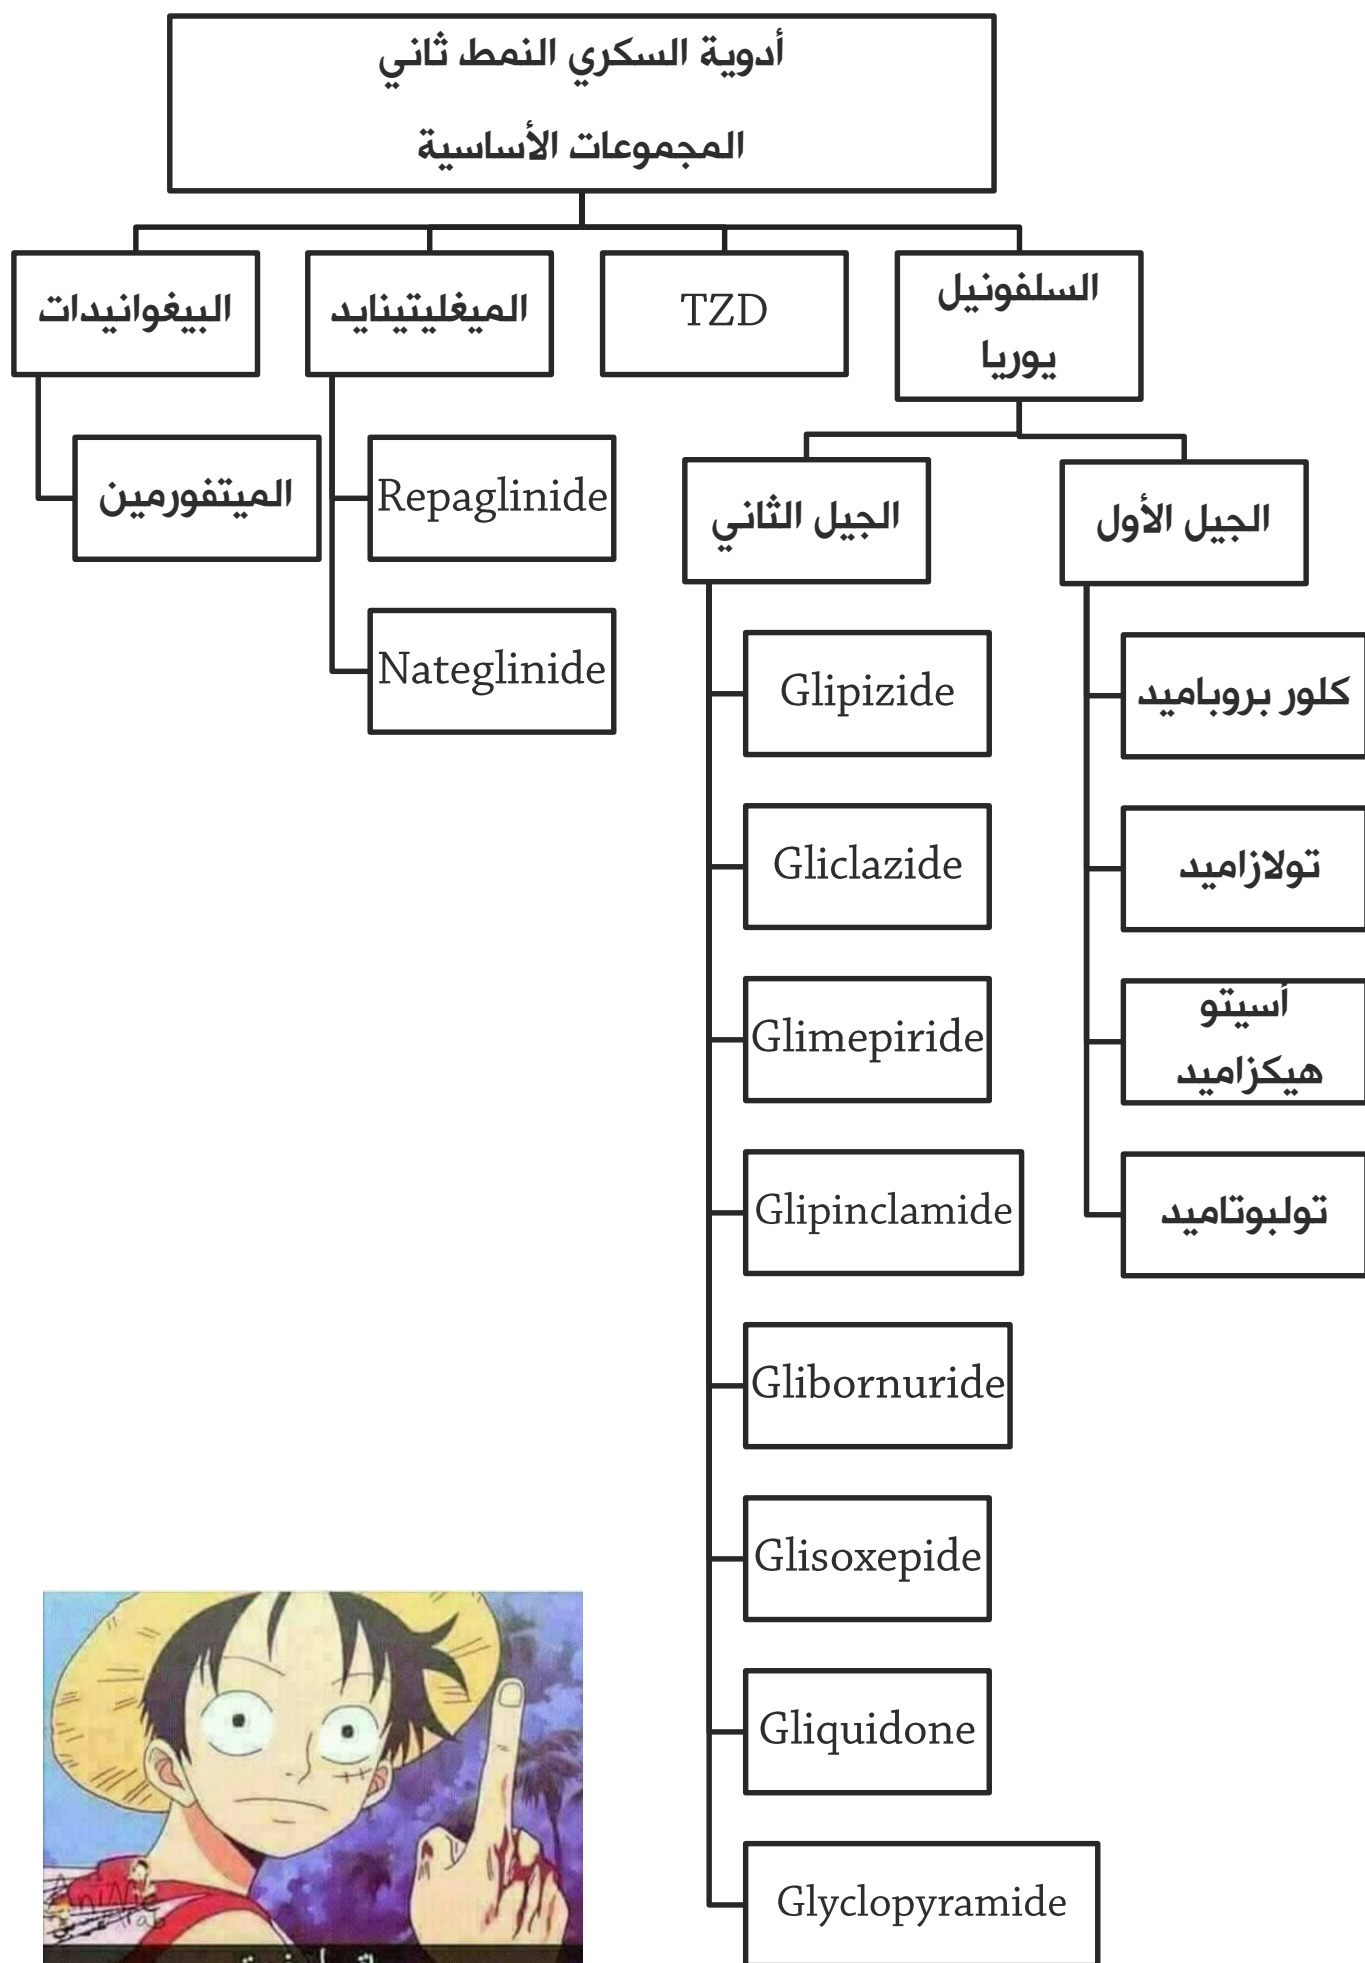 أدوية السكري النمط ثاني
المجموعات الأساسية
السلفونيل
يوريا
TZD
الميغليتينايد
البيغوانيدات
الجيل الأول
كلور بروباميد
تولازاميد
أسيتو
هيكزاميد
تولبوتاميد
الجيل الثاني
Glipizide
Gliclazide
Glimepiride
Glipinclamide
Glibornuride
Glisoxepide
Gliquidone
Glyclopyramide
Repaglinide
Nateglinide
الميتفورمين